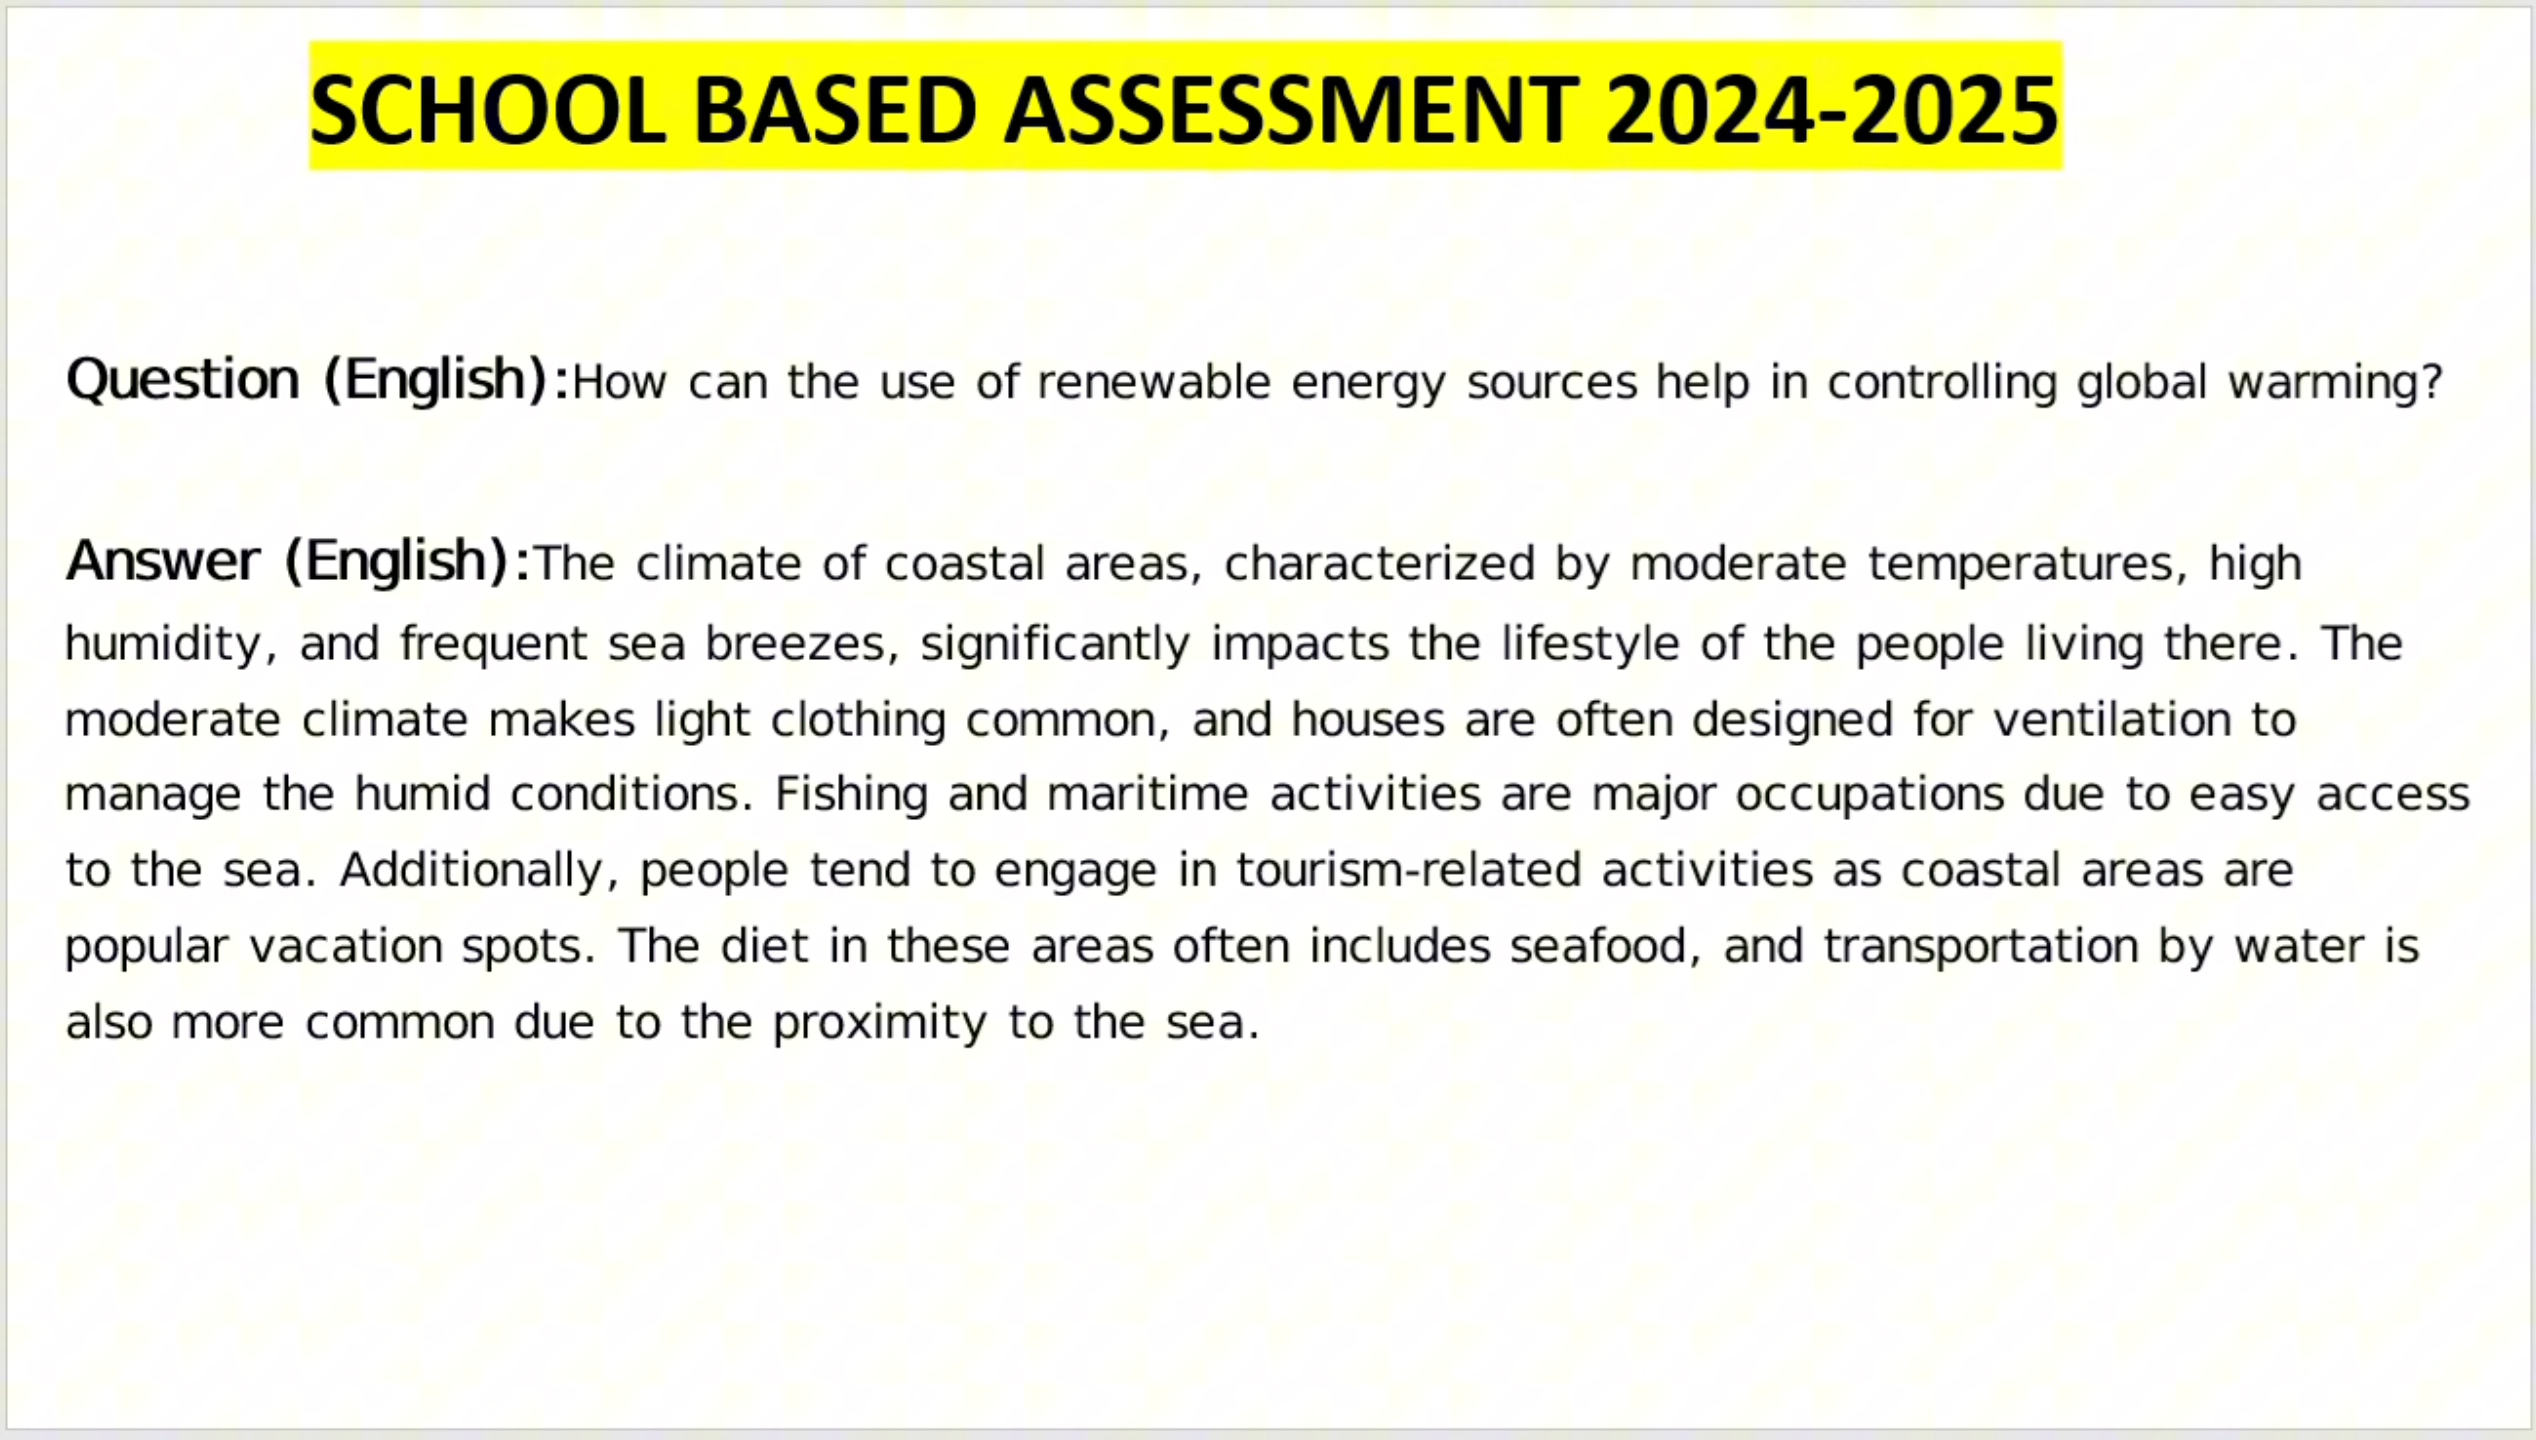 SCHOOL BASED ASSESSMENT 2024-2025
Question (English):How can the use of renewable energy sources help in controlling global warming?
Answer (English):The climate of coastal areas, characterized by moderate temperatures, high
humidity, and frequent sea breezes, significantly impacts the lifestyle of the people living there. The
moderate climate makes light clothing common, and houses are often designed for ventilation to
manage the humid conditions. Fishing and maritime activities are major occupations due to easy access
to the sea. Additionally, people tend to engage in tourism-related activities as coastal areas are
popular vacation spots. The diet in these areas often includes seafood, and transportation by water is
also more common due to the proximity to the sea.